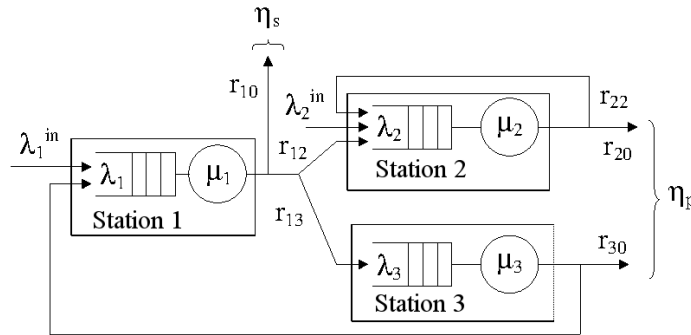 ηₛ
r₁₀
λ₁ⁱⁿ
λ₁
μ₁
Station 1
r₁₂
r₁₃
λ₂ⁱⁿ
λ₂
μ₂
Station 2
r₂₂
r₂₀
λ₃
μ₃
Station 3
r₃₀
ηₚ